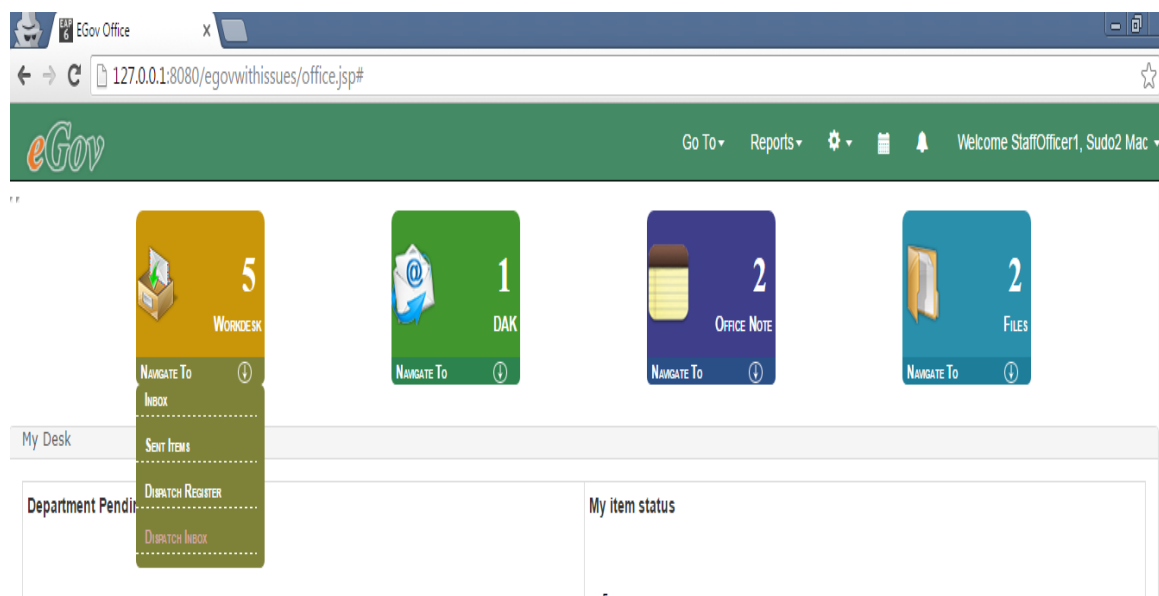 EGov Office
127.0.0.1:8080/egovwithissues/office.jsp#
eGov
Go To Reports Welcome StaffOfficer1, Sudo2 Mac
5
WORKDESK
NAVIGATE TO
INBOX
SENT ITEMS
DISPATCH REGISTER
DISPATCH INBOX
1
DAK
NAVIGATE TO
2
OFFICE NOTE
NAVIGATE TO
2
FILES
NAVIGATE TO
My Desk
Department Pendin
My item status